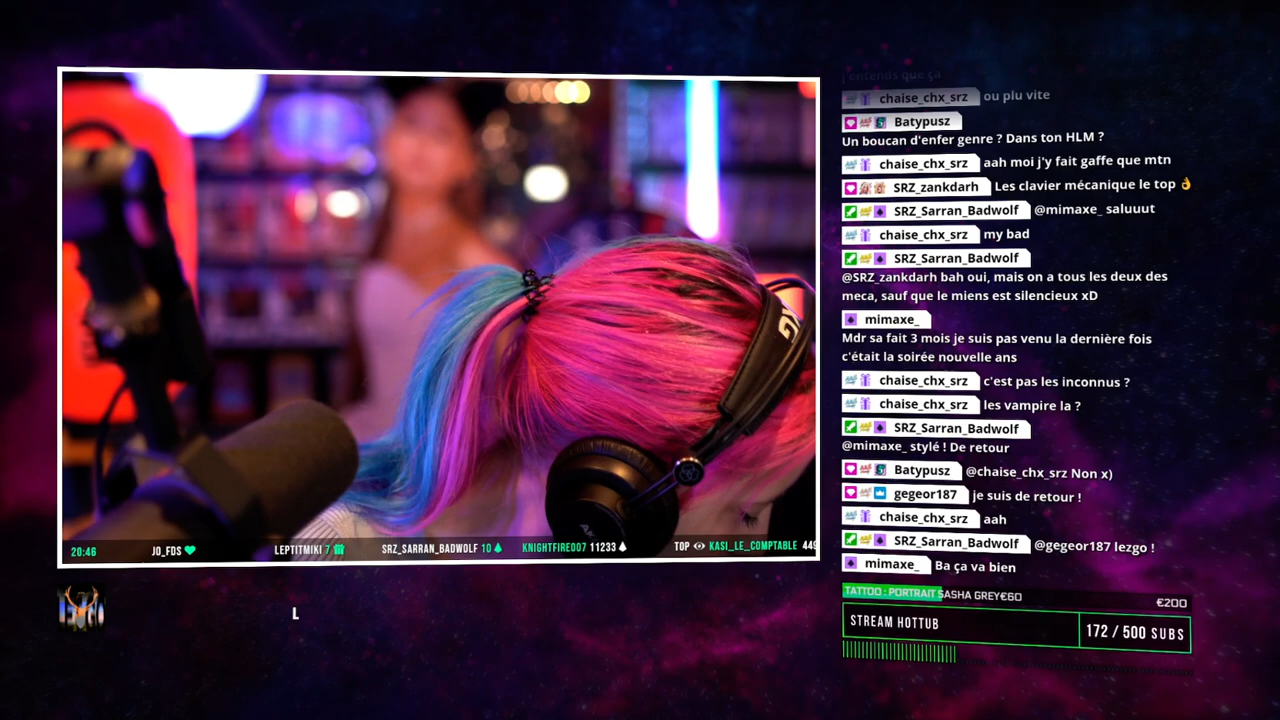 j'entends que ça
chaise_chx_srz ou plu vite
Batypusz
Un boucan d'enfer genre ? Dans ton HLM ?
chaise_chx_srz aah moi j'y fait gaffe que mtn
SRZ_zankdarh Les clavier mécanique le top 👌
SRZ_Sarran_Badwolf @mimaxe_ saluuut
chaise_chx_srz my bad
SRZ_Sarran_Badwolf
@SRZ_zankdarh bah oui, mais on a tous les deux des
meca, sauf que le miens est silencieux xD
mimaxe_
Mdr sa fait 3 mois je suis pas venu la dernière fois
c'était la soirée nouvelle ans
chaise_chx_srz c'est pas les inconnus ?
chaise_chx_srz les vampire la ?
SRZ_Sarran_Badwolf
@mimaxe_ stylé ! De retour
Batypusz @chaise_chx_srz Non x)
gegeor187 je suis de retour !
chaise_chx_srz aah
SRZ_Sarran_Badwolf @gegeor187 lezgo !
mimaxe_ Ba ça va bien
20:46 JO_FDS LEPTITMIKI 7 SRZ_SARRAN_BADWOLF 10 KNIGHTFIRE007 11233 TOP KASI_LE_COMPTABLE 449
L
TATTOO : PORTRAIT SASHA GREY €60 €200
STREAM HOTTUB 172 / 500 SUBS